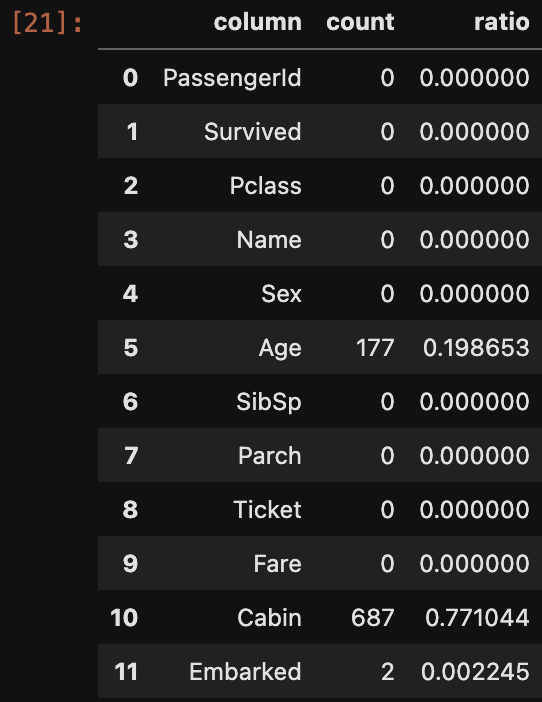 [21]: column count ratio
0 PassengerId 0 0.000000
1 Survived 0 0.000000
2 Pclass 0 0.000000
3 Name 0 0.000000
4 Sex 0 0.000000
5 Age 177 0.198653
6 SibSp 0 0.000000
7 Parch 0 0.000000
8 Ticket 0 0.000000
9 Fare 0 0.000000
10 Cabin 687 0.771044
11 Embarked 2 0.002245